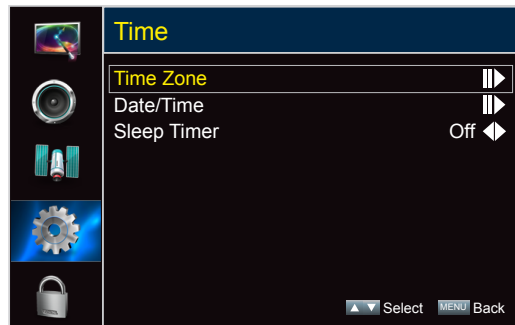 Time
Time Zone
Date/Time
Sleep Timer Off
Select MENU Back